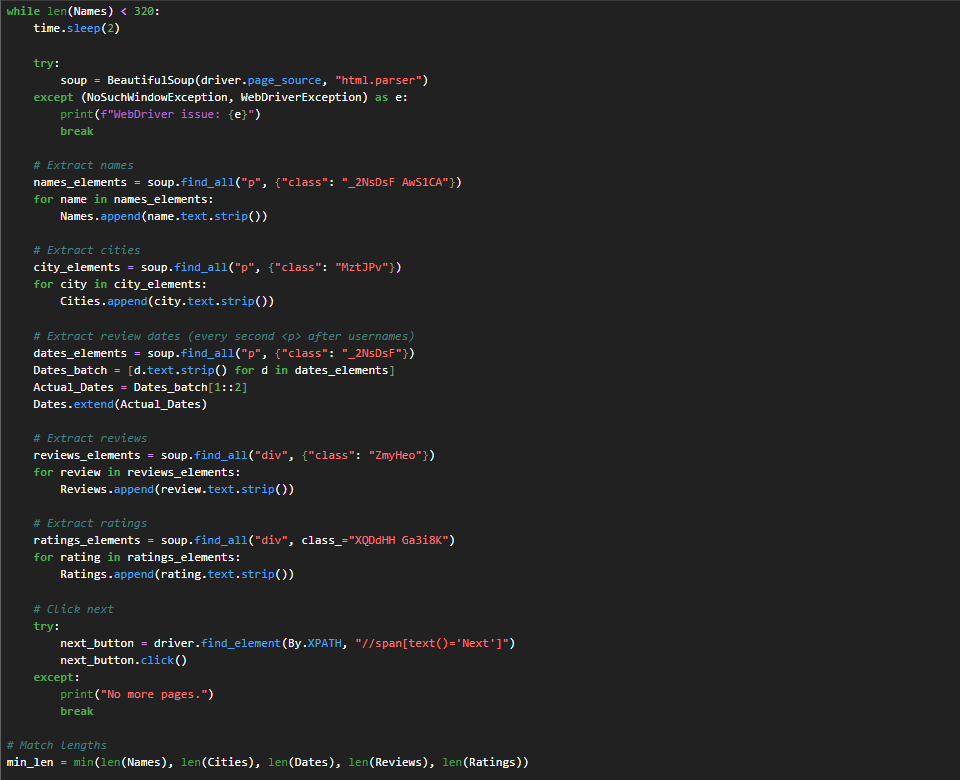 while len(Names) < 320:
    time.sleep(2)

    try:
        soup = BeautifulSoup(driver.page_source, "html.parser")
    except (NoSuchWindowException, WebDriverException) as e:
        print(f"WebDriver issue: {e}")
        break

    # Extract names
    names_elements = soup.find_all("p", {"class": "_2NsDsF AwS1CA"})
    for name in names_elements:
        Names.append(name.text.strip())

    # Extract cities
    city_elements = soup.find_all("p", {"class": "MztJPv"})
    for city in city_elements:
        Cities.append(city.text.strip())

    # Extract review dates (every second <p> after usernames)
    dates_elements = soup.find_all("p", {"class": "_2NsDsF"})
    Dates_batch = [d.text.strip() for d in dates_elements]
    Actual_Dates = Dates_batch[1::2]
    Dates.extend(Actual_Dates)

    # Extract reviews
    reviews_elements = soup.find_all("div", {"class": "ZmyHeo"})
    for review in reviews_elements:
        Reviews.append(review.text.strip())

    # Extract ratings
    ratings_elements = soup.find_all("div", class_="XQDdHH Ga3i8K")
    for rating in ratings_elements:
        Ratings.append(rating.text.strip())

    # Click next
    try:
        next_button = driver.find_element(By.XPATH, "//span[text()='Next']")
        next_button.click()
    except:
        print("No more pages.")
        break

# Match lengths
min_len = min(len(Names), len(Cities), len(Dates), len(Reviews), len(Ratings))